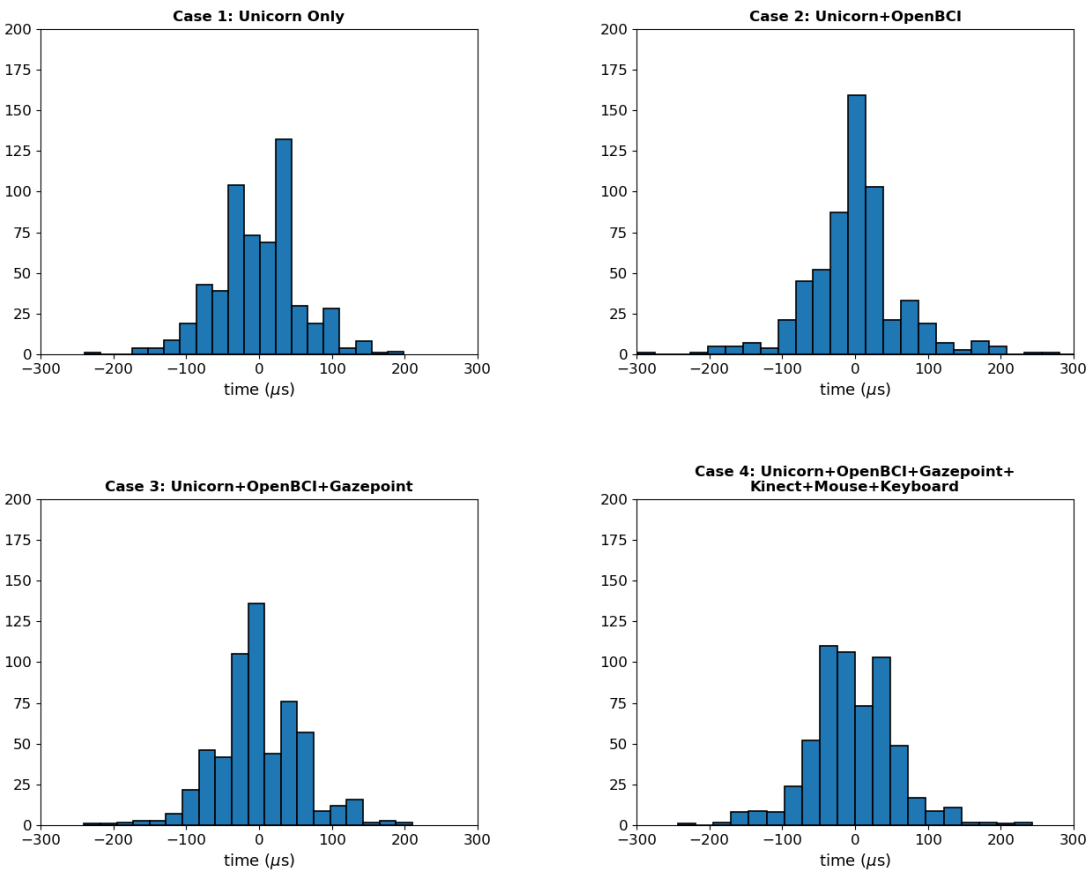 Case 1: Unicorn Only
200
175
150
125
100
75
50
25
0
−300 −200 −100 0 100 200 300
time (μs)
Case 2: Unicorn+OpenBCI
200
175
150
125
100
75
50
25
0
−300 −200 −100 0 100 200 300
time (μs)
Case 3: Unicorn+OpenBCI+Gazepoint
200
175
150
125
100
75
50
25
0
−300 −200 −100 0 100 200 300
time (μs)
Case 4: Unicorn+OpenBCI+Gazepoint+
Kinect+Mouse+Keyboard
200
175
150
125
100
75
50
25
0
−300 −200 −100 0 100 200 300
time (μs)